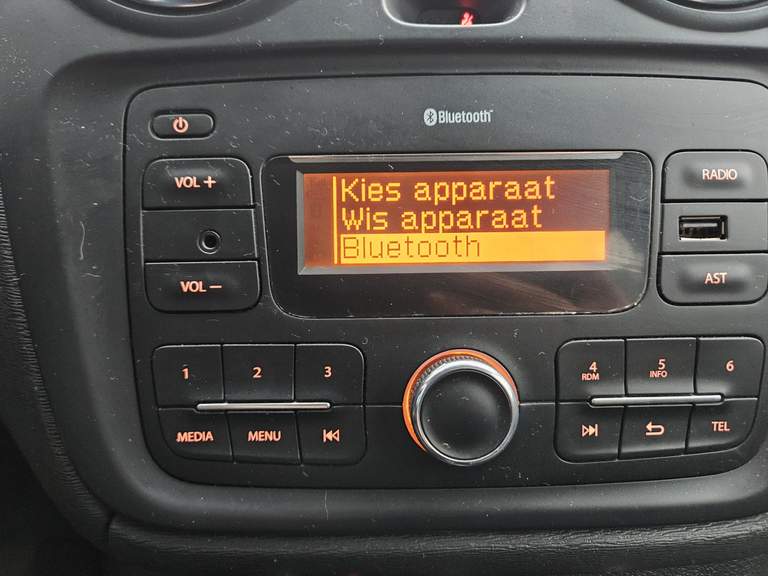 Bluetooth
VOL +
Kies apparaat
Wis apparaat
Bluetooth
RADIO
VOL −
AST
1
2
3
4
RDM
5
INFO
6
MEDIA
MENU
TEL